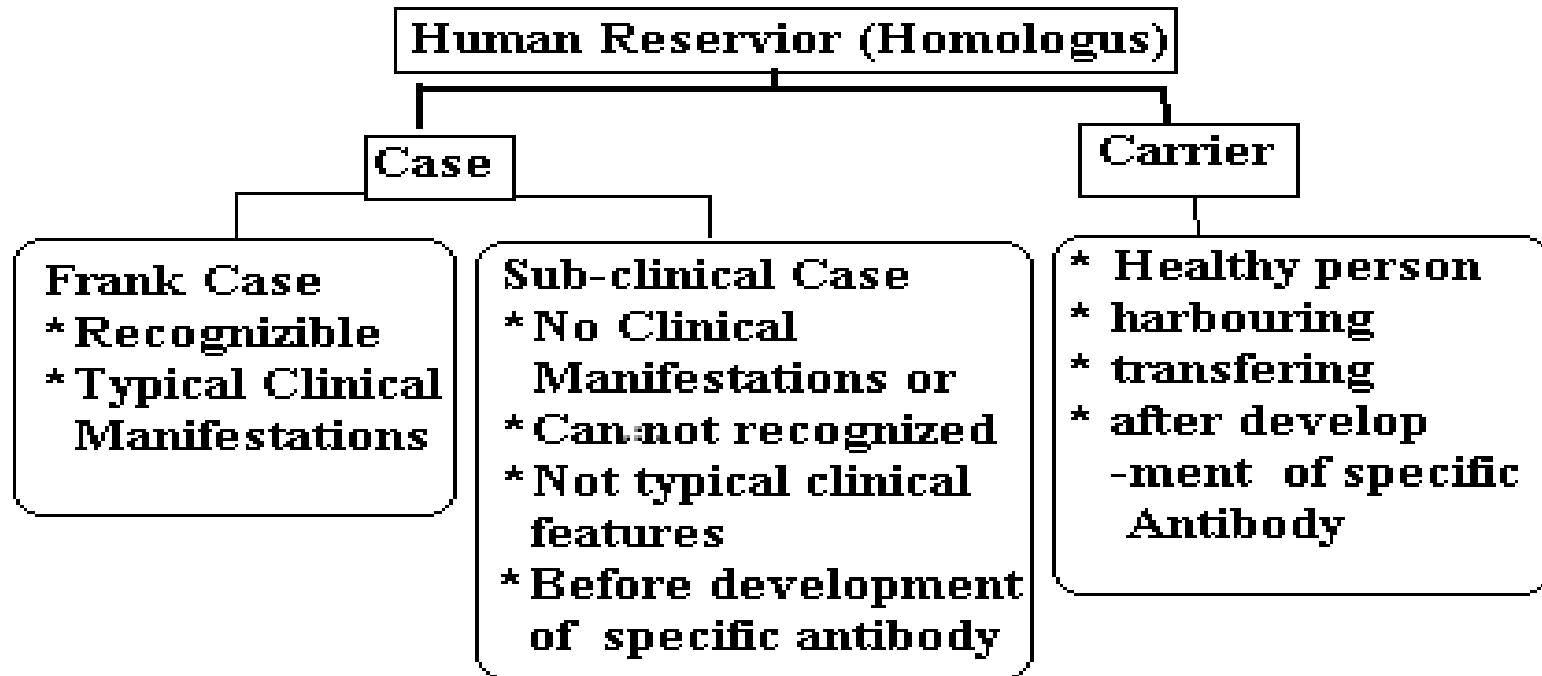 Human Reservior (Homologus)
Case
Carrier
Frank Case
* Recognizible
* Typical Clinical
Manifestations
Sub-clinical Case
* No Clinical
Manifestations or
* Can not recognized
* Not typical clinical
features
* Before development
of specific antibody
* Healthy person
* harbouring
* transfering
* after develop
-ment of specific
Antibody